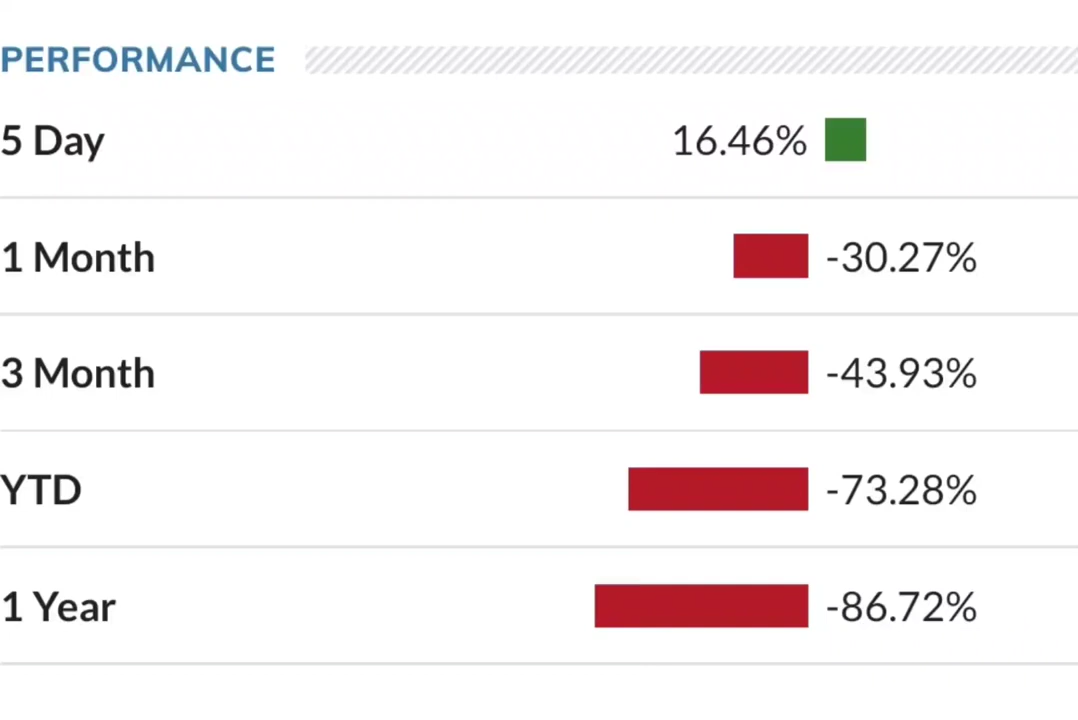 PERFORMANCE
5 Day 16.46%
1 Month -30.27%
3 Month -43.93%
YTD -73.28%
1 Year -86.72%